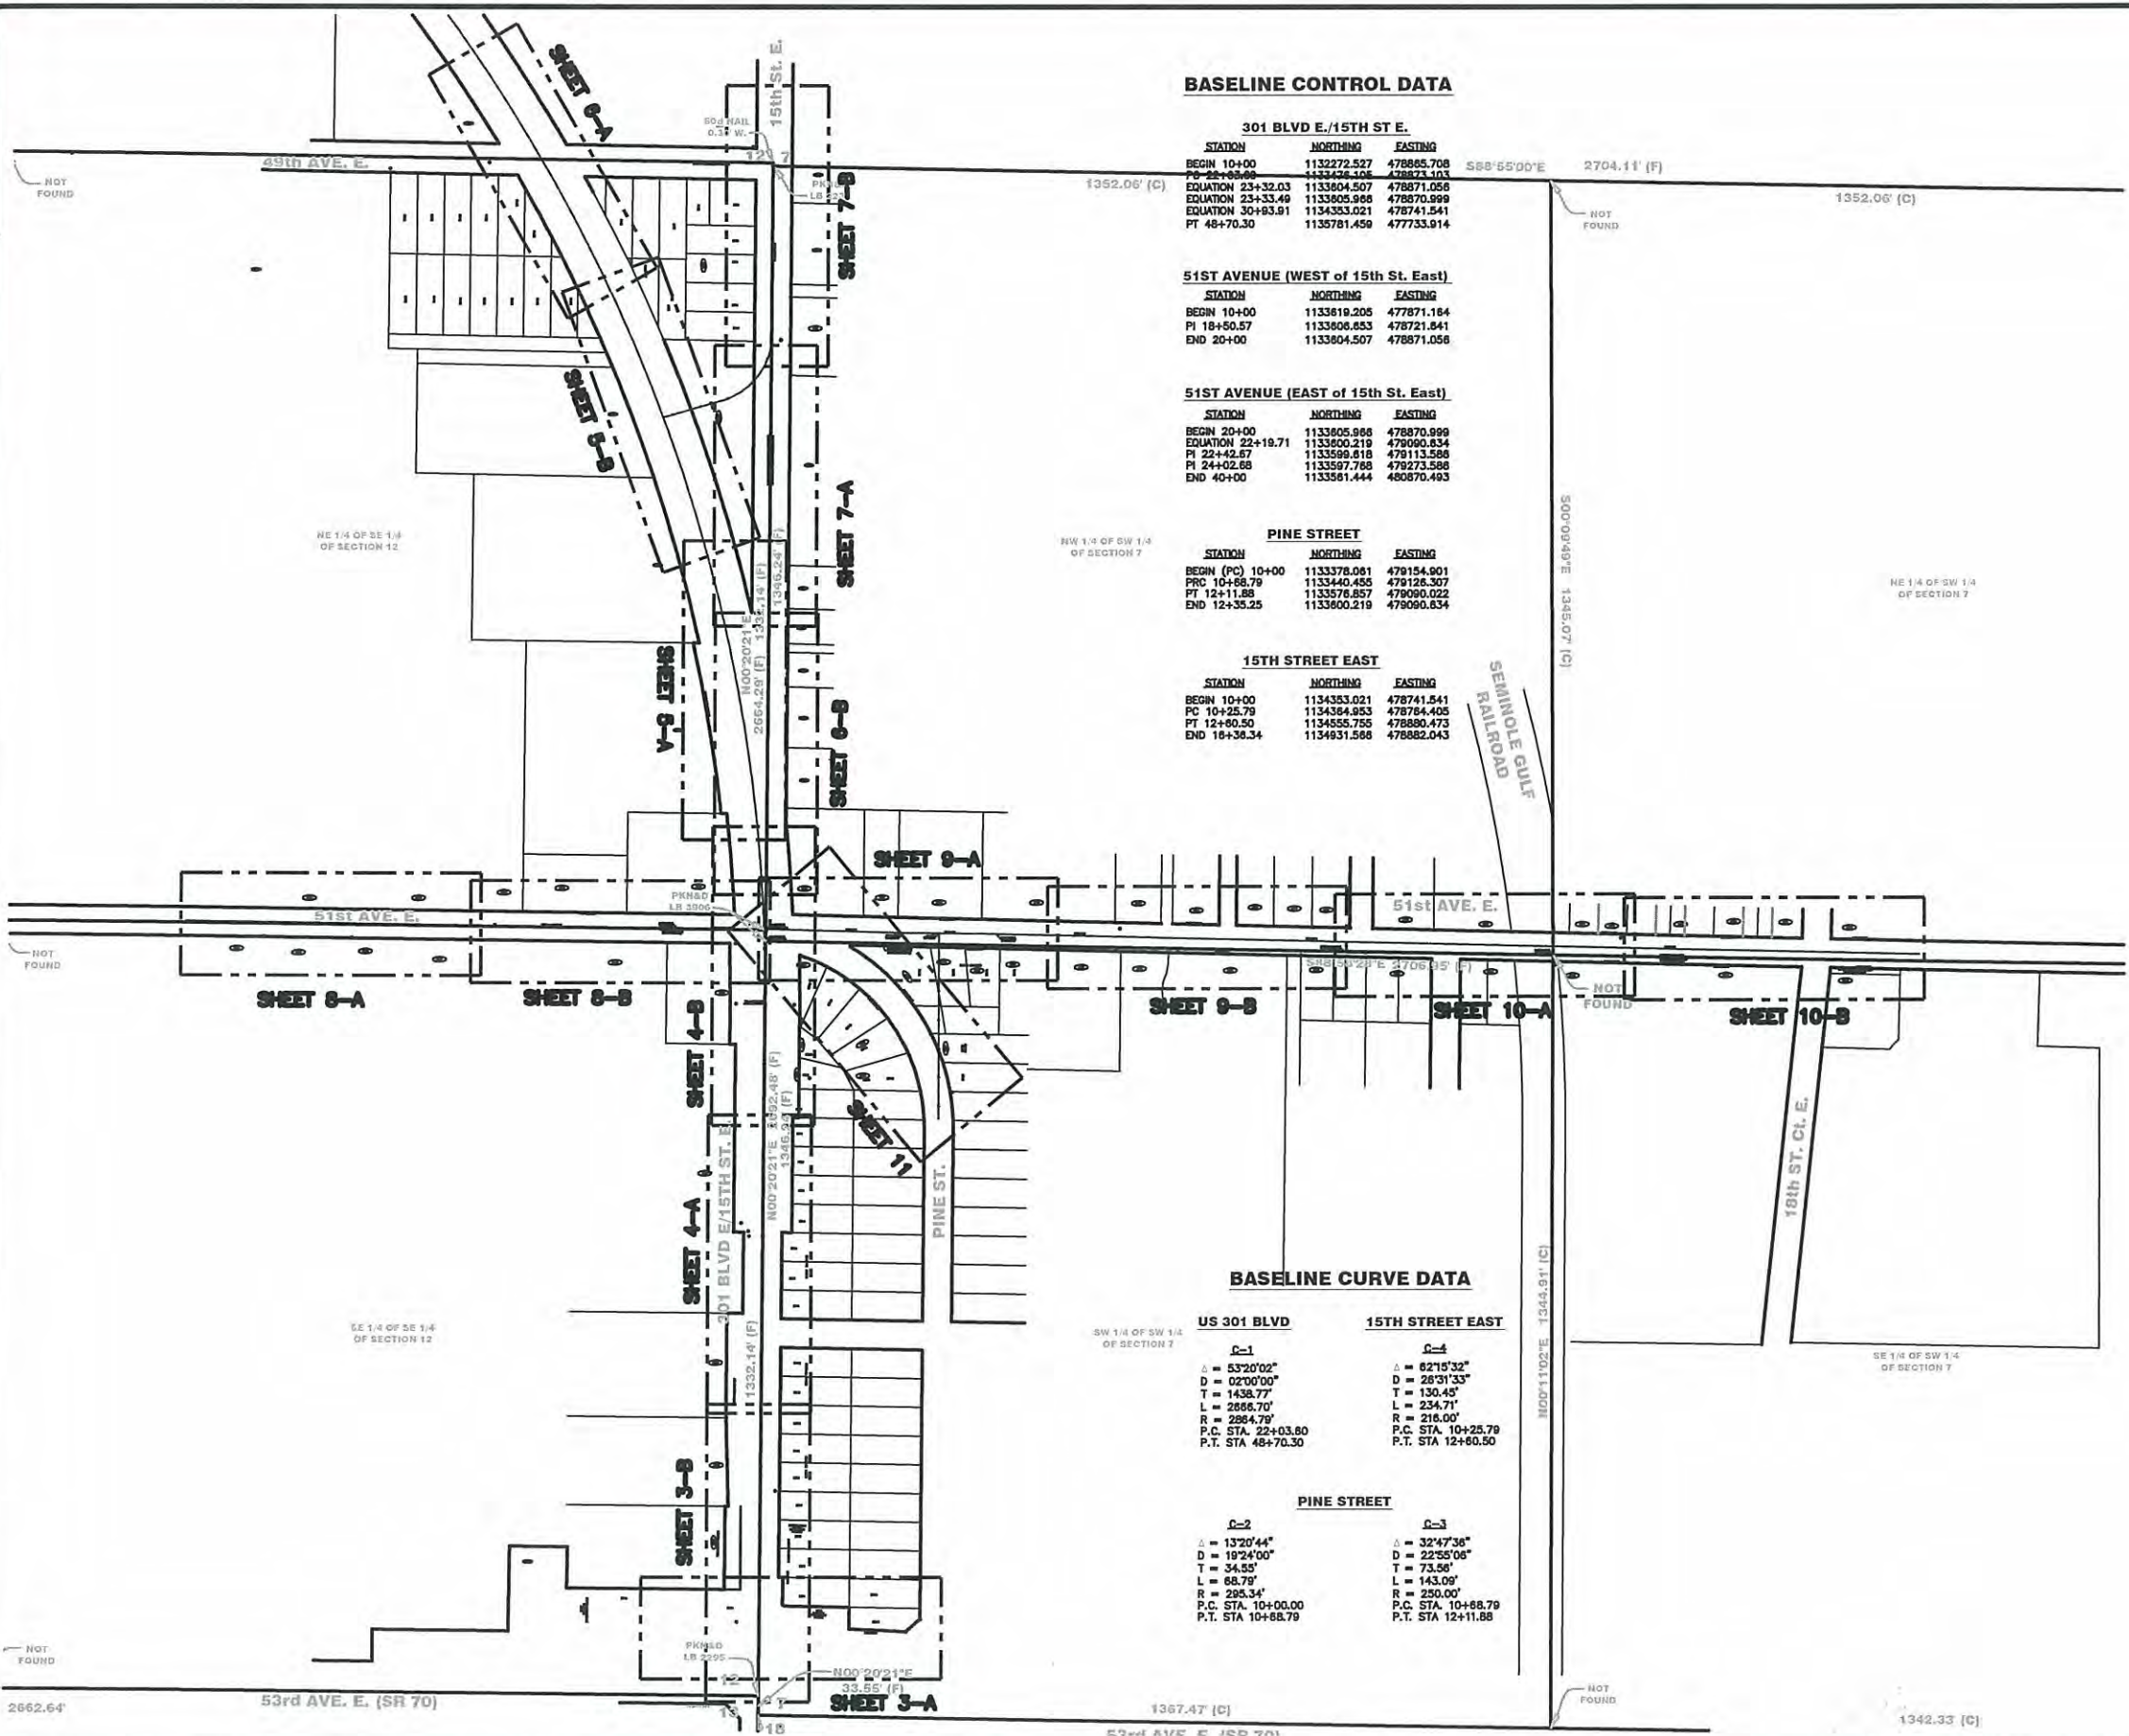 BASELINE CONTROL DATA
301 BLVD E./15TH ST E.
STATION NORTHING EASTING
BEGIN 10+00 1132272.527 478865.708
EQUATION 23+32.03 1133604.507 478871.056
EQUATION 23+33.49 1133605.966 478870.999
EQUATION 30+93.91 1134353.021 478741.541
PT 48+70.30 1135781.459 477733.914
51ST AVENUE (WEST of 15th St. East)
STATION NORTHING EASTING
BEGIN 10+00 1133619.205 477871.164
PI 18+50.57 1133606.653 478721.641
END 20+00 1133604.507 478871.056
51ST AVENUE (EAST of 15th St. East)
STATION NORTHING EASTING
BEGIN 20+00 1133605.966 478870.999
EQUATION 22+19.71 1133600.219 479090.634
PI 22+42.67 1133599.618 479113.586
PI 24+02.68 1133597.768 479273.586
END 40+00 1133561.444 480870.493
PINE STREET
STATION NORTHING EASTING
BEGIN (PC) 10+00 1133378.061 479154.901
PRC 10+68.79 1133440.455 479126.307
PT 12+11.88 1133576.857 479090.022
END 12+35.25 1133600.219 479090.634
15TH STREET EAST
STATION NORTHING EASTING
BEGIN 10+00 1134353.021 478741.541
PC 10+25.79 1134364.953 478764.405
PT 12+60.50 1134555.755 478880.473
END 16+36.34 1134931.566 478882.043
BASELINE CURVE DATA
US 301 BLVD
C-1
Δ = 53°20'02"
D = 02°00'00"
T = 1438.77'
L = 2666.70'
R = 2864.79'
P.C. STA. 22+03.60
P.T. STA 48+70.30
15TH STREET EAST
C-4
Δ = 62°15'32"
D = 26°31'33"
T = 130.45'
L = 234.71'
R = 216.00'
P.C. STA. 10+25.79
P.T. STA 12+60.50
PINE STREET
C-2
Δ = 13°20'44"
D = 19°24'00"
T = 34.55'
L = 68.79'
R = 295.34'
P.C. STA. 10+00.00
P.T. STA 10+68.79
C-3
Δ = 32°47'36"
D = 22°55'06"
T = 73.56'
L = 143.09'
R = 250.00'
P.C. STA. 10+68.79
P.T. STA 12+11.88
SHEET 6-A
15th St. E.
49th AVE. E.
NOT
FOUND
12 7
SHEET 7-B
1352.06' (C)
S88°55'00"E 2704.11' (F)
NOT
FOUND
1352.06' (C)
SHEET 5-B
SHEET 7-A
NE 1/4 OF SE 1/4
OF SECTION 12
NW 1/4 OF SW 1/4
OF SECTION 7
NE 1/4 OF SW 1/4
OF SECTION 7
S00°09'49"E 1345.07' (C)
N00°20'21"E
2664.29' (F)
1332.14' (F)
1346.24' (F)
SHEET 5-A
SHEET 6-B
SEMINOLE GULF
RAILROAD
SHEET 9-A
PKN&D
51st AVE. E.
51st AVE. E.
NOT
FOUND
SHEET 8-A
SHEET 8-B
SHEET 9-B
SHEET 10-A
NOT
FOUND
SHEET 10-B
SHEET 4-B
SHEET 11
SHEET 4-A
301 BLVD E/15TH ST. E.
N00°20'21"E
PINE ST.
18th ST. Ct. E.
N00°11'02"E 1344.91' (C)
1332.14' (F)
SE 1/4 OF SE 1/4
OF SECTION 12
SW 1/4 OF SW 1/4
OF SECTION 7
SE 1/4 OF SW 1/4
OF SECTION 7
SHEET 3-B
NOT
FOUND
PKN&D
LB 2295
N00°20'21"E
33.55' (F)
SHEET 3-A
2662.64'
53rd AVE. E. (SR 70)
12 7
13 18
1367.47' (C)
53rd AVE. E. (SR 70)
NOT
FOUND
1342.33' (C)